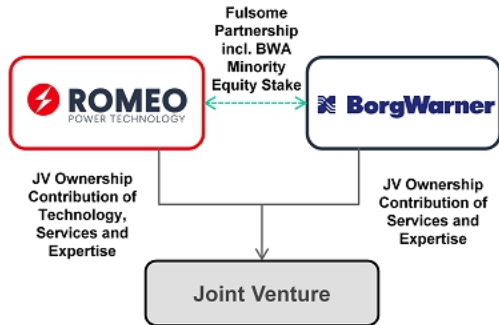 Fulsome
Partnership
incl. BWA
Minority
Equity Stake
ROMEO
POWER TECHNOLOGY
BorgWarner
JV Ownership
Contribution of
Technology,
Services and
Expertise
JV Ownership
Contribution of
Services and
Expertise
Joint Venture